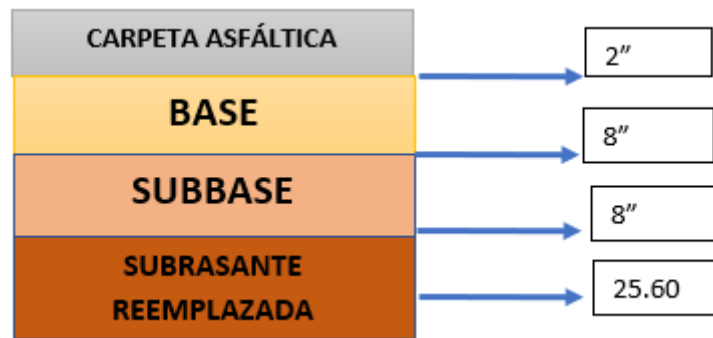 CARPETA ASFÁLTICA
2”
BASE
8”
SUBBASE
8”
SUBRASANTE
REEMPLAZADA
25.60